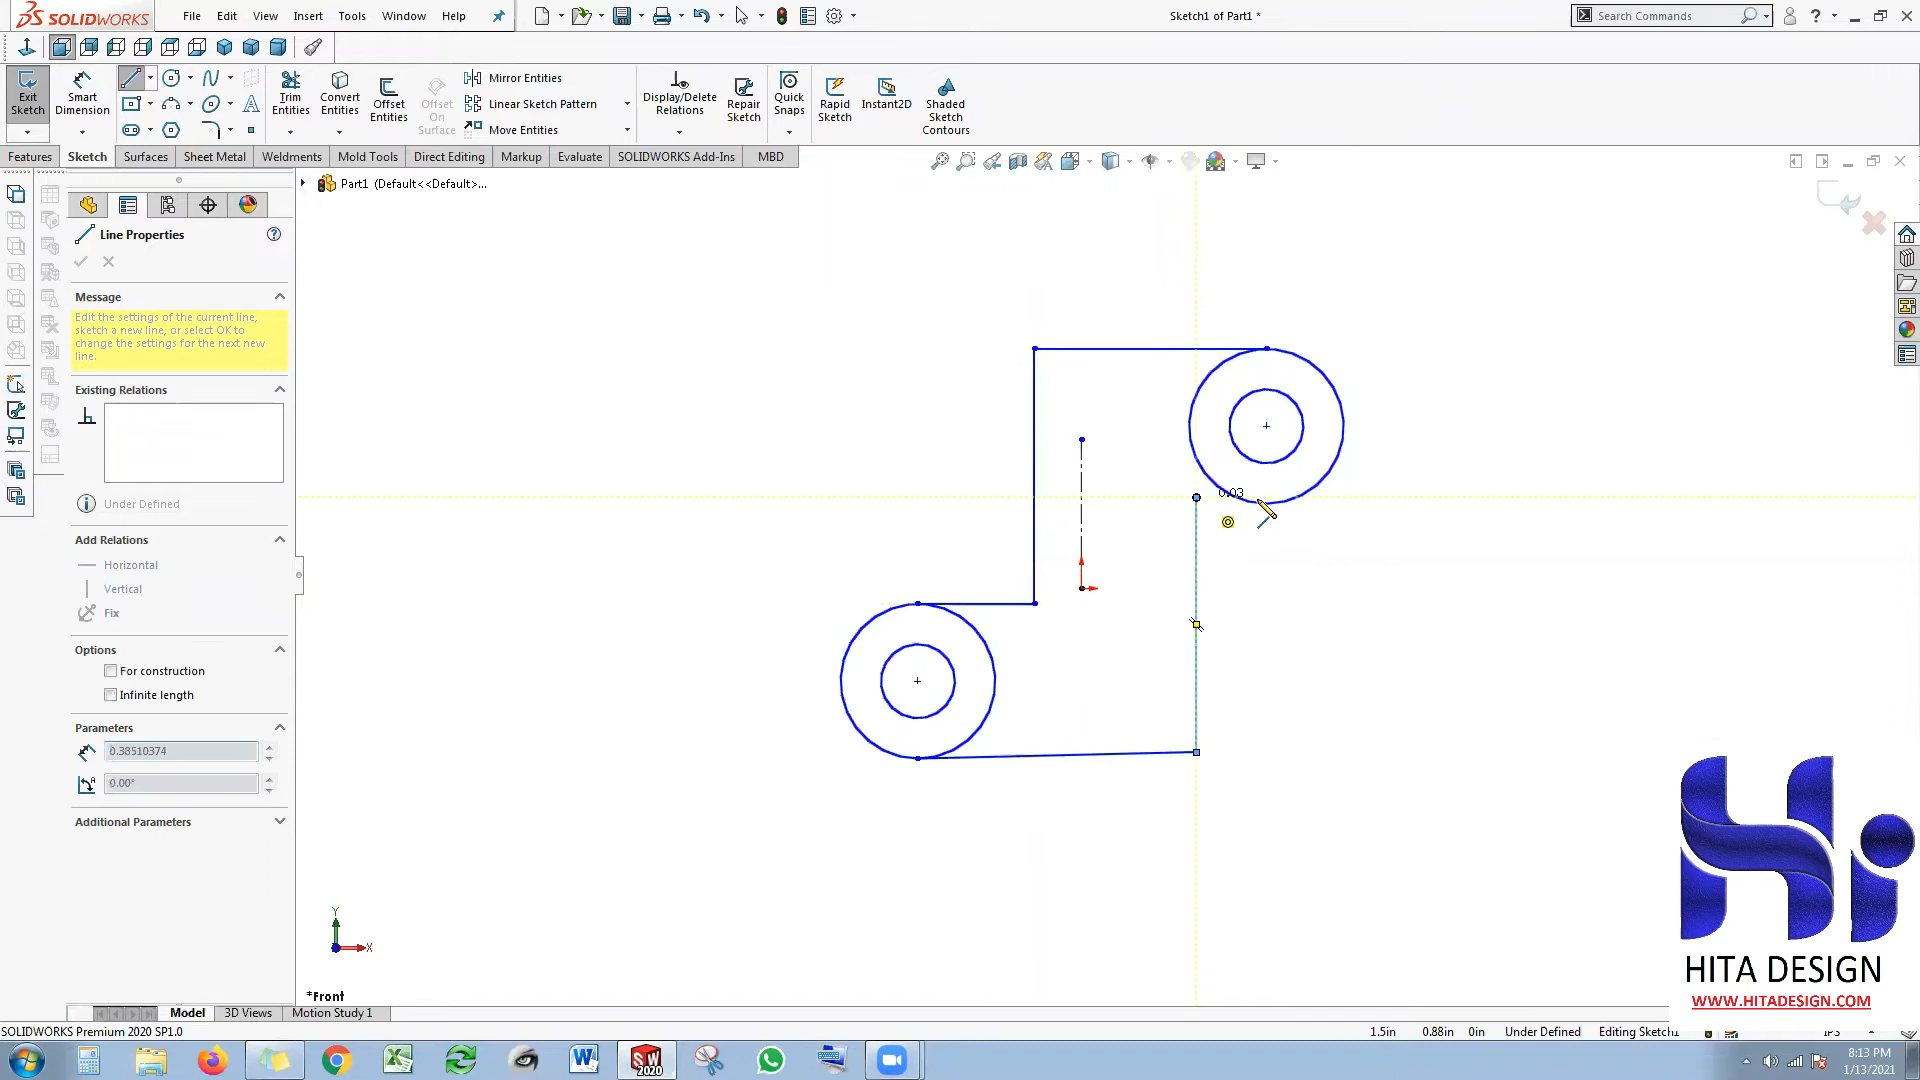 SOLIDWORKS
File Edit View Insert Tools Window Help
Sketch1 of Part1 *
Search Commands
Exit Sketch
Smart Dimension
Trim Entities
Convert Entities
Offset Entities
Offset On Surface
Mirror Entities
Linear Sketch Pattern
Move Entities
Display/Delete Relations
Repair Sketch
Quick Snaps
Rapid Sketch
Instant2D
Shaded Sketch Contours
Features Sketch Surfaces Sheet Metal Weldments Mold Tools Direct Editing Markup Evaluate SOLIDWORKS Add-Ins MBD
Part1 (Default<<Default>...
Line Properties
Message
Edit the settings of the current line,
sketch a new line, or select OK to
change the settings for the next new
line.
Existing Relations
Under Defined
Add Relations
Horizontal
Vertical
Fix
Options
For construction
Infinite length
Parameters
0.38510374
0.00°
Additional Parameters
0.03
Y
X
*Front
HITA DESIGN
WWW.HITADESIGN.COM
Model 3D Views Motion Study 1
SOLIDWORKS Premium 2020 SP1.0
1.5in 0.88in 0in Under Defined Editing Sketch1
SW
2020
8:13 PM
1/13/2021